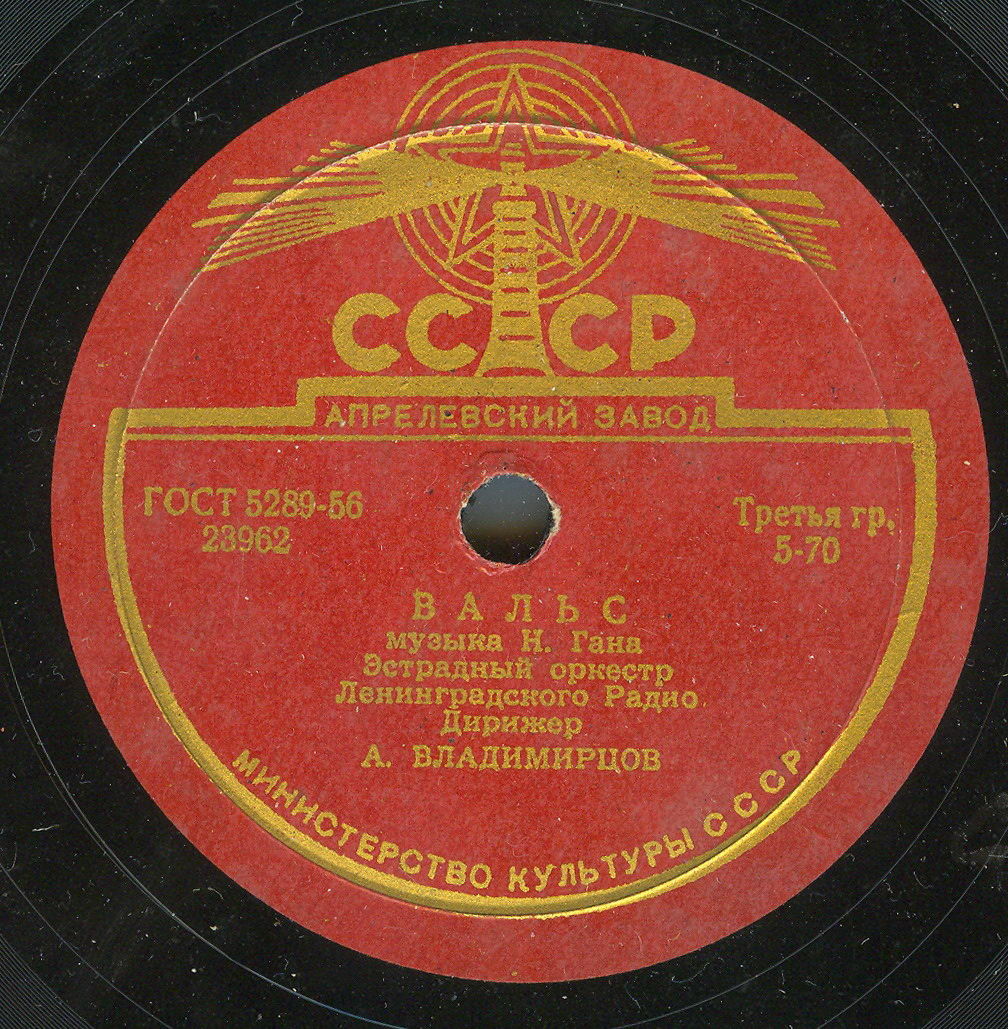 СССР
АПРЕЛЕВСКИЙ ЗАВОД
ГОСТ 5289-56
23962
Третья гр.
5-70
ВАЛЬС
музыка Н. Гана
Эстрадный оркестр
Ленинградского Радио
Дирижер
А. ВЛАДИМИРЦОВ
МИНИСТЕРСТВО КУЛЬТУРЫ СССР